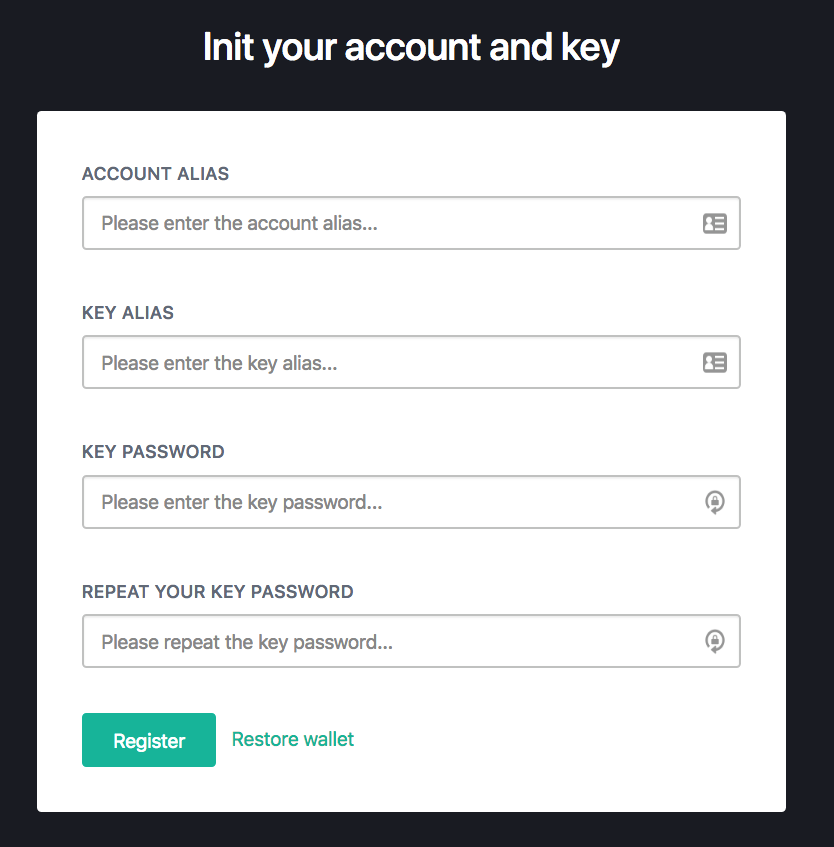 Init your account and key
ACCOUNT ALIAS
Please enter the account alias...
KEY ALIAS
Please enter the key alias...
KEY PASSWORD
Please enter the key password...
REPEAT YOUR KEY PASSWORD
Please repeat the key password...
Register Restore wallet